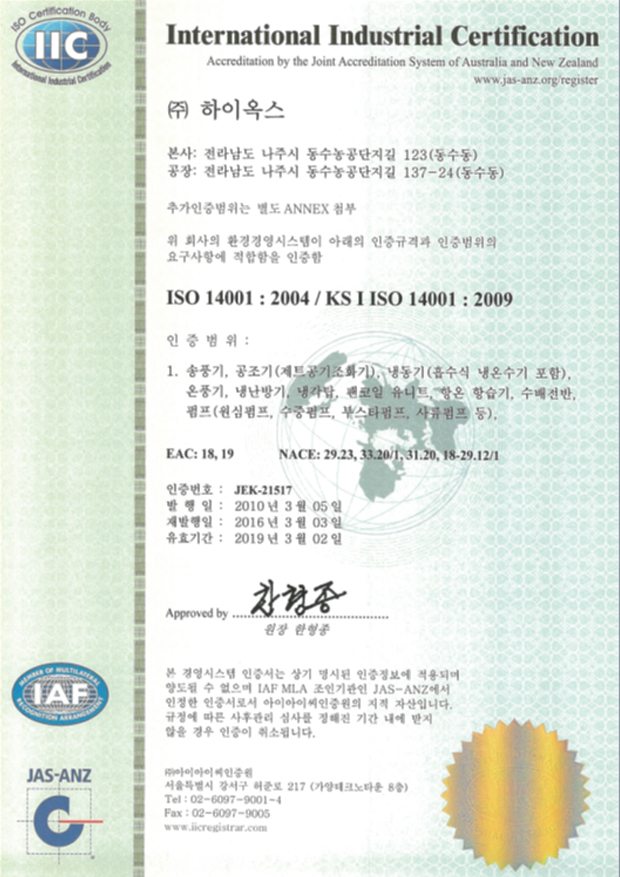 ISO Certification Body
IIC
International Industrial Certification
International Industrial Certification
Accreditation by the Joint Accreditation System of Australia and New Zealand
www.jas-anz.org/register
㈜ 하이옥스
본사: 전라남도 나주시 동수농공단지길 123(동수동)
공장: 전라남도 나주시 동수농공단지길 137-24(동수동)
추가인증범위는 별도 ANNEX 첨부
위 회사의 환경경영시스템이 아래의 인증규격과 인증범위의
요구사항에 적합함을 인증함
ISO 14001 : 2004 / KS I ISO 14001 : 2009
인 증 범 위 :
1. 송풍기, 공조기(제트공기조화기), 냉동기(흡수식 냉온수기 포함),
온풍기, 냉난방기, 냉각탑, 팬코일 유니트, 항온 항습기, 수배전반,
펌프(원심펌프, 수중펌프, 부스타펌프, 사류펌프 등),
EAC: 18, 19 NACE: 29.23, 33.20/1, 31.20, 18-29.12/1
인증번호 : JEK-21517
발 행 일 : 2010 년 3 월 05 일
재발행일 : 2016 년 3 월 03 일
유효기간 : 2019 년 3 월 02 일
Approved by
원장 한형종
본 경영시스템 인증서는 상기 명시된 인증정보에 적용되며
양도될 수 없으며 IAF MLA 조인기관인 JAS-ANZ에서
인정한 인증서로서 아이아이씨인증원의 지적 자산입니다.
규정에 따른 사후관리 심사를 정해진 기간 내에 받지
않을 경우 인증이 취소됩니다.
MEMBER OF MULTILATERAL
IAF
RECOGNITION ARRANGEMENT
JAS-ANZ
㈜아이아이씨인증원
서울특별시 강서구 허준로 217 (가양테크노타운 8층)
Tel : 02-6097-9001~4
Fax : 02-6097-9005
www.iicregistrar.com